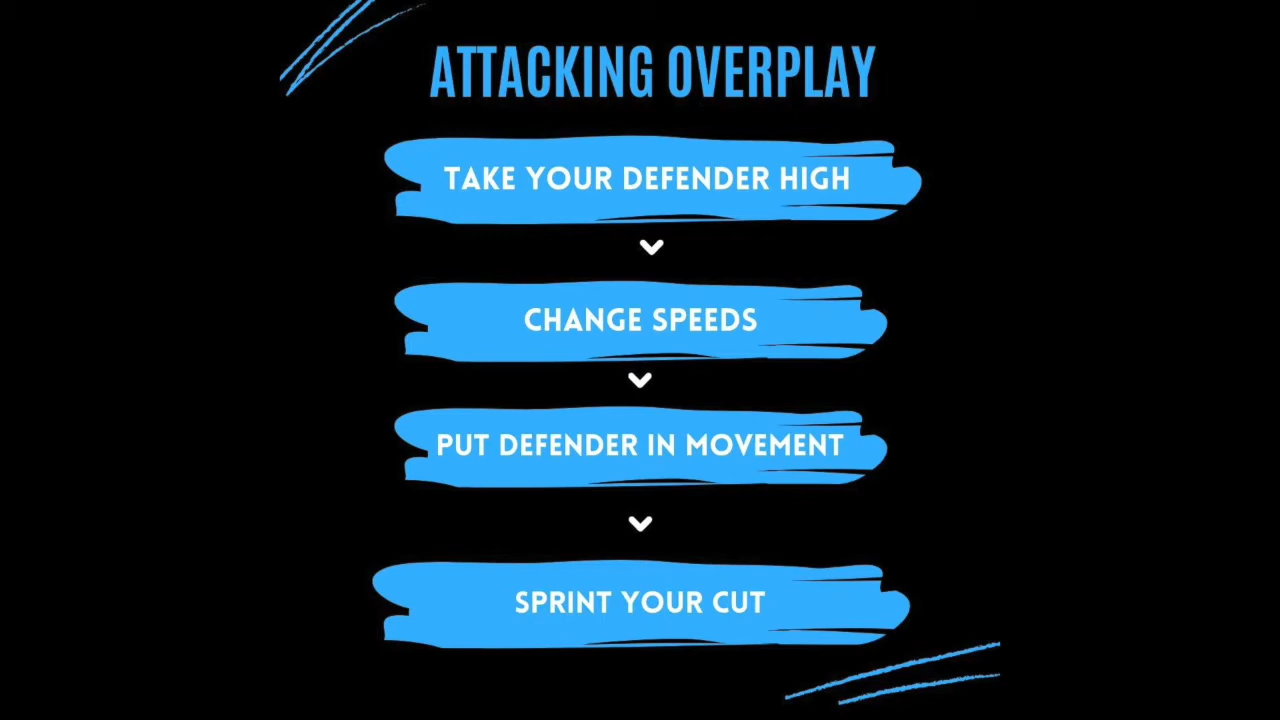 ATTACKING OVERPLAY
TAKE YOUR DEFENDER HIGH
CHANGE SPEEDS
PUT DEFENDER IN MOVEMENT
SPRINT YOUR CUT